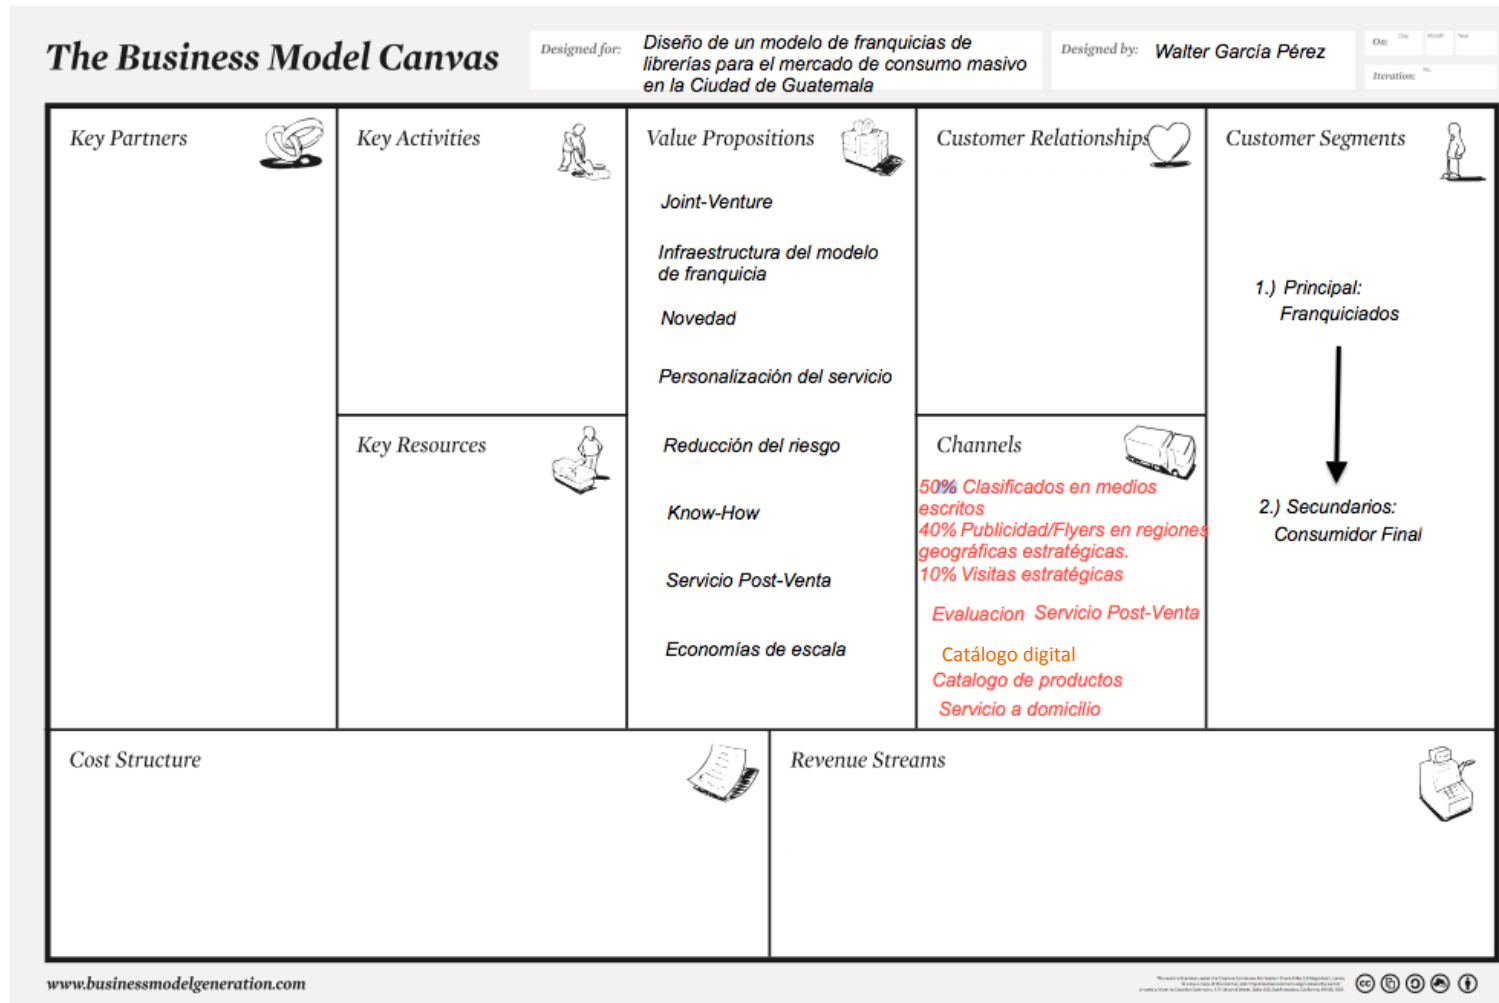 The Business Model Canvas
Designed for:
Diseño de un modelo de franquicias de
librerías para el mercado de consumo masivo
en la Ciudad de Guatemala
Designed by:
Walter García Pérez
On:
Day
Month
Year
Iteration:
No.
Key Partners
Key Activities
Key Resources
Value Propositions
Joint-Venture
Infraestructura del modelo
de franquicia
Novedad
Personalización del servicio
Reducción del riesgo
Know-How
Servicio Post-Venta
Economías de escala
Customer Relationships
Channels
50% Clasificados en medios
escritos
40% Publicidad/Flyers en regiones
geográficas estratégicas.
10% Visitas estratégicas
Evaluacion Servicio Post-Venta
Catálogo digital
Catalogo de productos
Servicio a domicilio
Customer Segments
1.) Principal:
Franquiciados
2.) Secundarios:
Consumidor Final
Cost Structure
Revenue Streams
www.businessmodelgeneration.com
cc